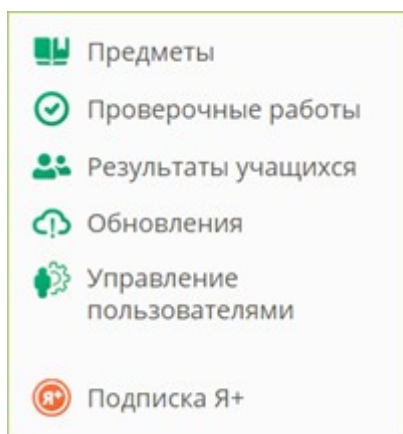 Предметы
Проверочные работы
Результаты учащихся
Обновления
Управление
пользователями
Я+ Подписка Я+